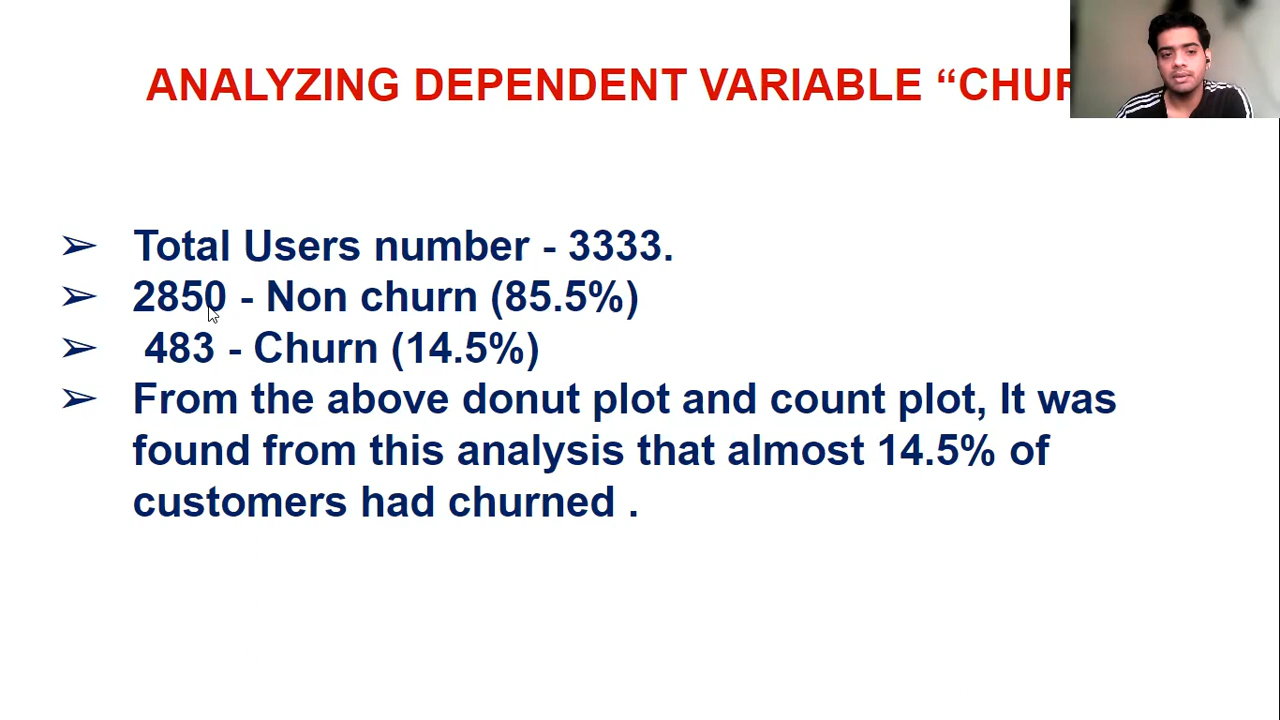 ANALYZING DEPENDENT VARIABLE “CHUR
➢ Total Users number - 3333.
➢ 2850 - Non churn (85.5%)
➢ 483 - Churn (14.5%)
➢ From the above donut plot and count plot, It was
found from this analysis that almost 14.5% of
customers had churned .